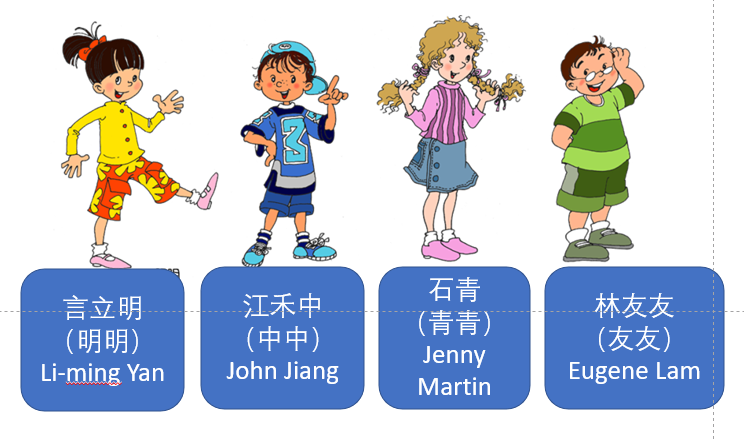 3
言立明
（明明）
Li-ming Yan
江禾中
（中中）
John Jiang
石青
（青青）
Jenny
Martin
林友友
（友友）
Eugene Lam